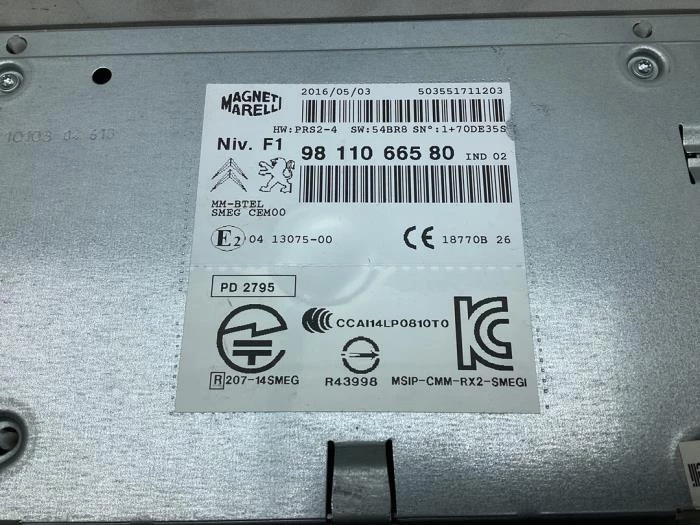 10103 02 613
MAGNETI
MARELLI
2016/05/03 503551711203
HW:PRS2-4 SW:54BR8 SN°:1+70DE35S
Niv. F1
98 110 665 80 IND 02
MM-BTEL
SMEG CEM00
E2 04 13075-00
CE 18770B 26
PD 2795
CCAI14LP0810T0
R 207-14SMEG
R43998
MSIP-CMM-RX2-SMEGI